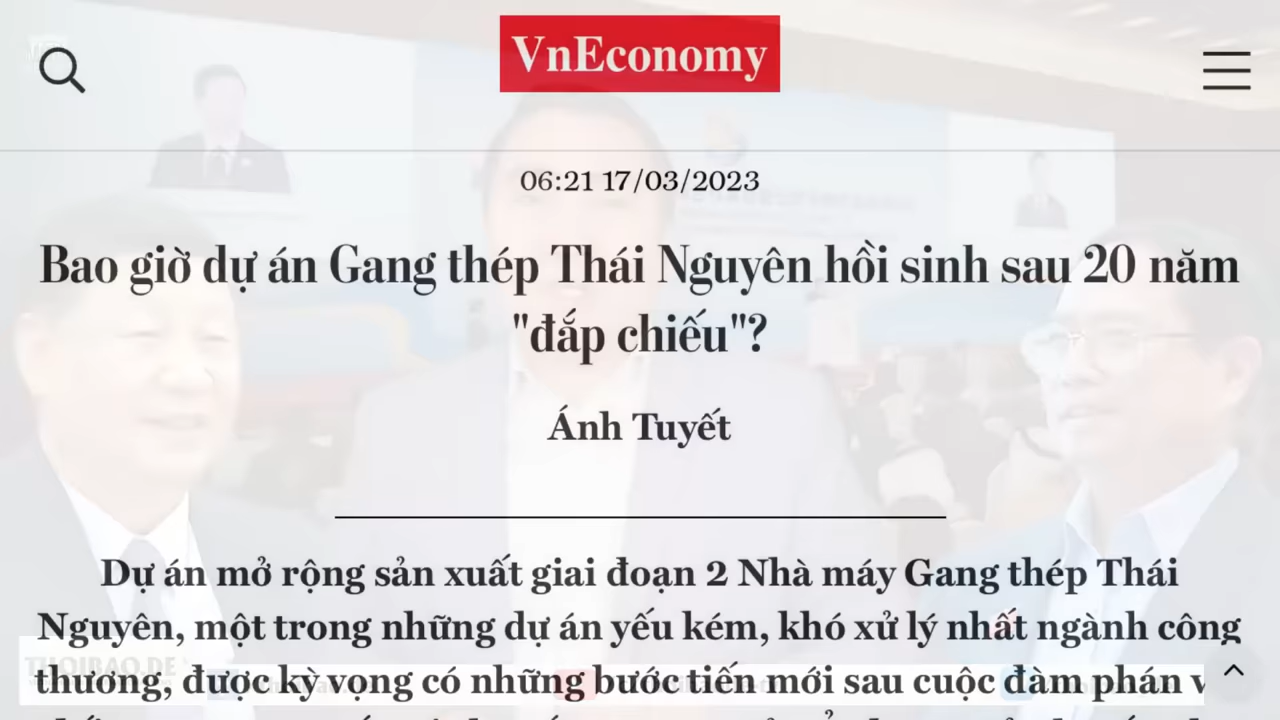 VnEconomy
06:21 17/03/2023
Bao giờ dự án Gang thép Thái Nguyên hồi sinh sau 20 năm
"đắp chiếu"?
Ánh Tuyết
Dự án mở rộng sản xuất giai đoạn 2 Nhà máy Gang thép Thái
Nguyên, một trong những dự án yếu kém, khó xử lý nhất ngành công
THOIBAO.DE
thương, được kỳ vọng có những bước tiến mới sau cuộc đàm phán